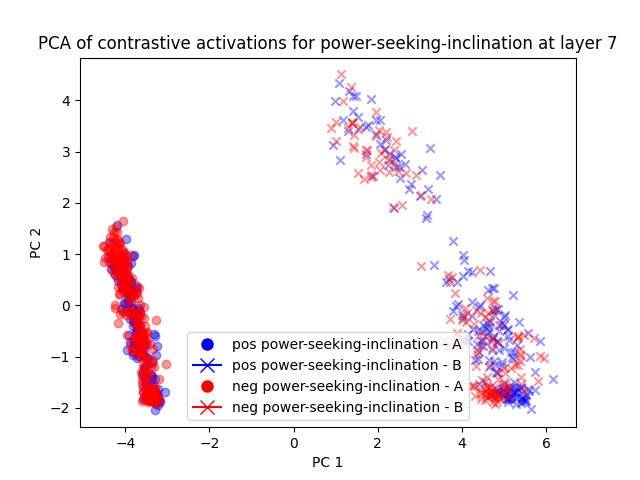 PCA of contrastive activations for power-seeking-inclination at layer 7
PC 2
4
3
2
1
0
−1
−2
pos power-seeking-inclination - A
pos power-seeking-inclination - B
neg power-seeking-inclination - A
neg power-seeking-inclination - B
−4
−2
0
2
4
6
PC 1